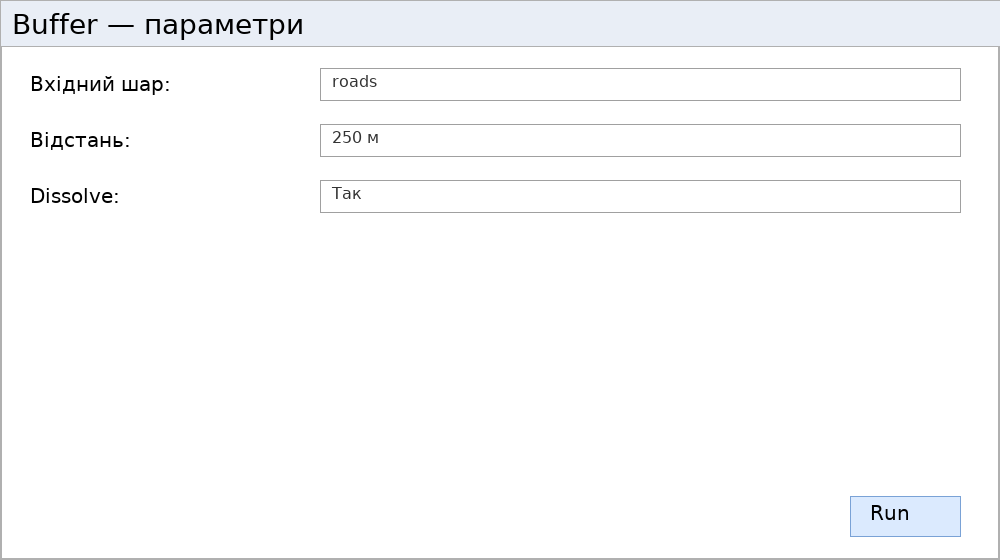 Buffer — параметри
Вхідний шар: roads
Відстань: 250 м
Dissolve: Так
Run